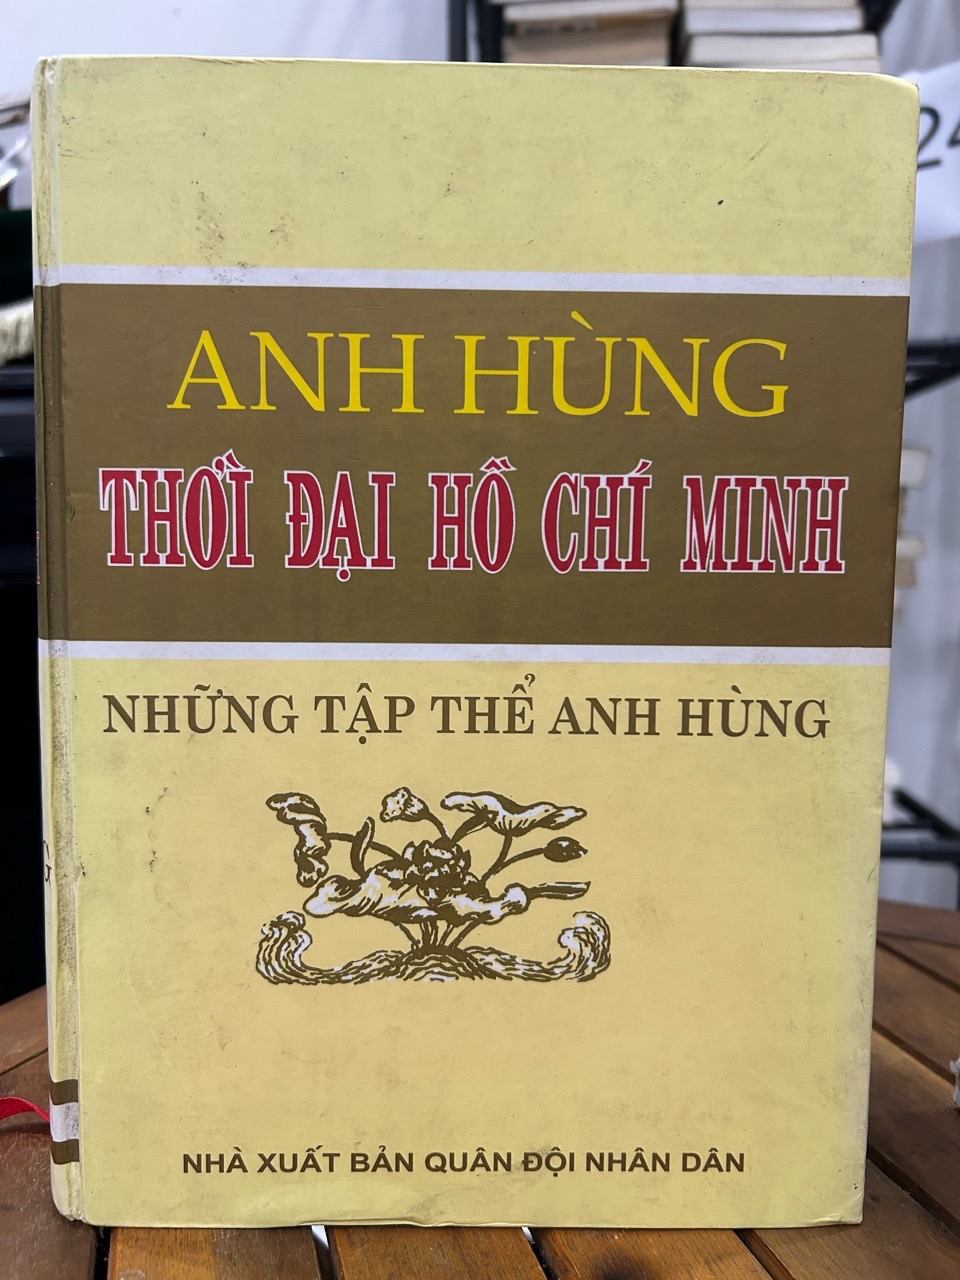 ANH HÙNG
THỜI ĐẠI HỒ CHÍ MINH
NHỮNG TẬP THỂ ANH HÙNG
NHÀ XUẤT BẢN QUÂN ĐỘI NHÂN DÂN
24